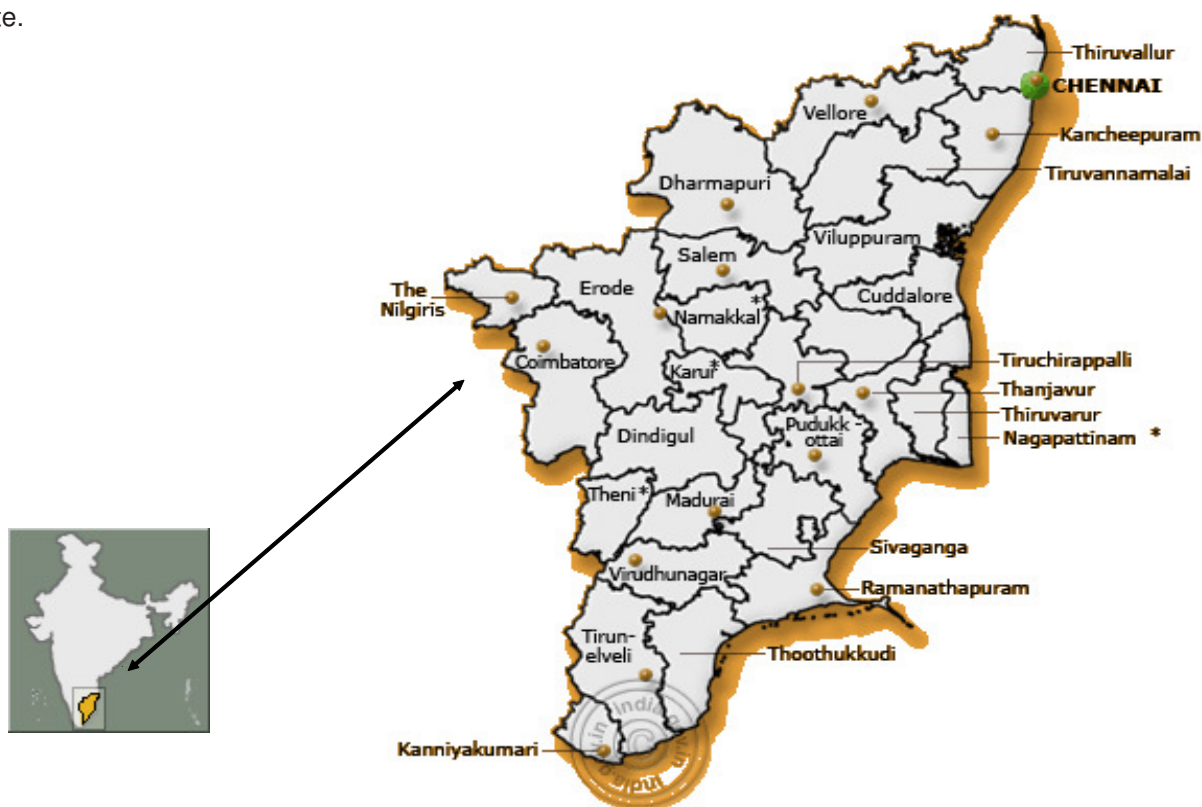 te.
Thiruvallur
CHENNAI
Vellore
Kancheepuram
Tiruvannamalai
Dharmapuri
Viluppuram
Salem
The
Nilgiris
Erode
Cuddalore
Namakkal *
Coimbatore
Karur *
Tiruchirappalli
Thanjavur
Thiruvarur
Nagapattinam *
Pudukk -
ottai
Dindigul
Theni *
Madurai
Sivaganga
Virudhunagar
Ramanathapuram
Tirun-
elveli
Thoothukkudi
Kanniyakumari